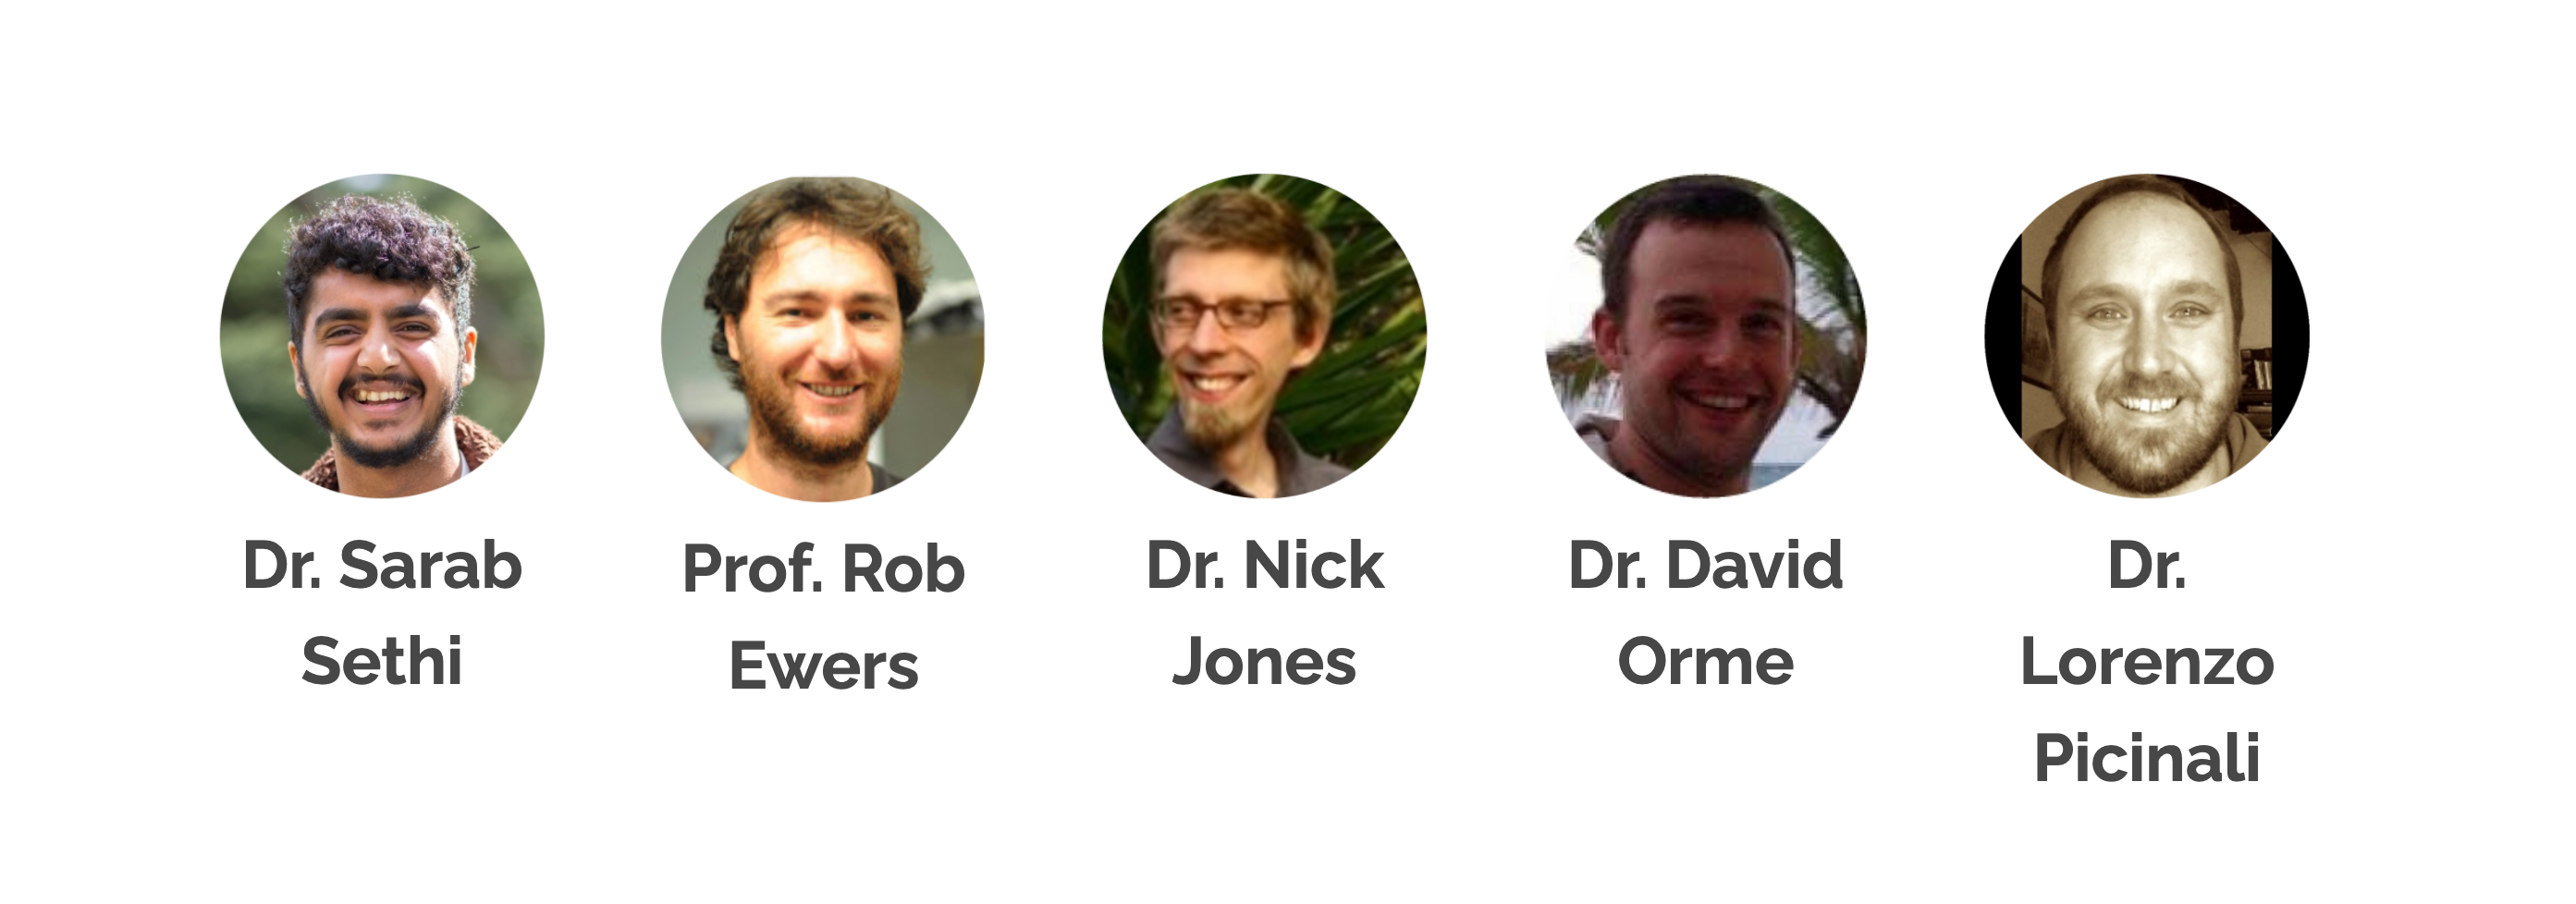 Dr. Sarab
Sethi
Prof. Rob
Ewers
Dr. Nick
Jones
Dr. David
Orme
Dr.
Lorenzo
Picinali